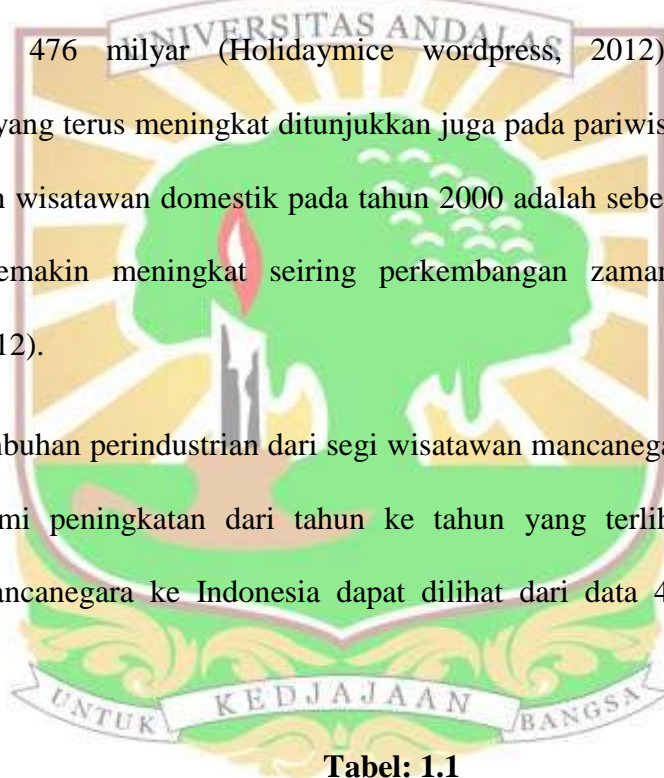 UNIVERSITAS ANDALAS
476 milyar (Holidaymice wordpress, 2012)
yang terus meningkat ditunjukkan juga pada pariwis
wisatawan domestik pada tahun 2000 adalah sebe
emakin meningkat seiring perkembangan zaman
12).
buhan perindustrian dari segi wisatawan mancanega
mi peningkatan dari tahun ke tahun yang terlih
ancanegara ke Indonesia dapat dilihat dari data 4
UNTUK KEDJAJAAN BANGSA
Tabel: 1.1